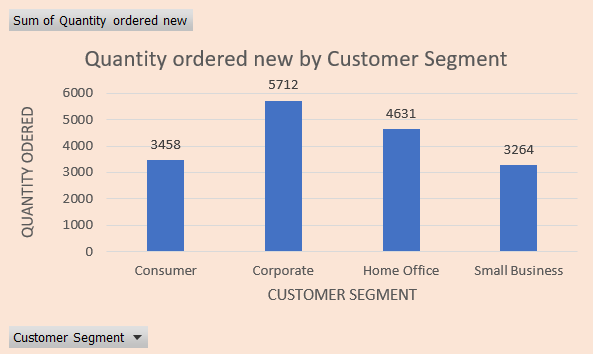 Sum of Quantity ordered new
Quantity ordered new by Customer Segment
QUANTITY ODERED
6000
5000
4000
3000
2000
1000
0
3458
5712
4631
3264
Consumer
Corporate
Home Office
Small Business
CUSTOMER SEGMENT
Customer Segment